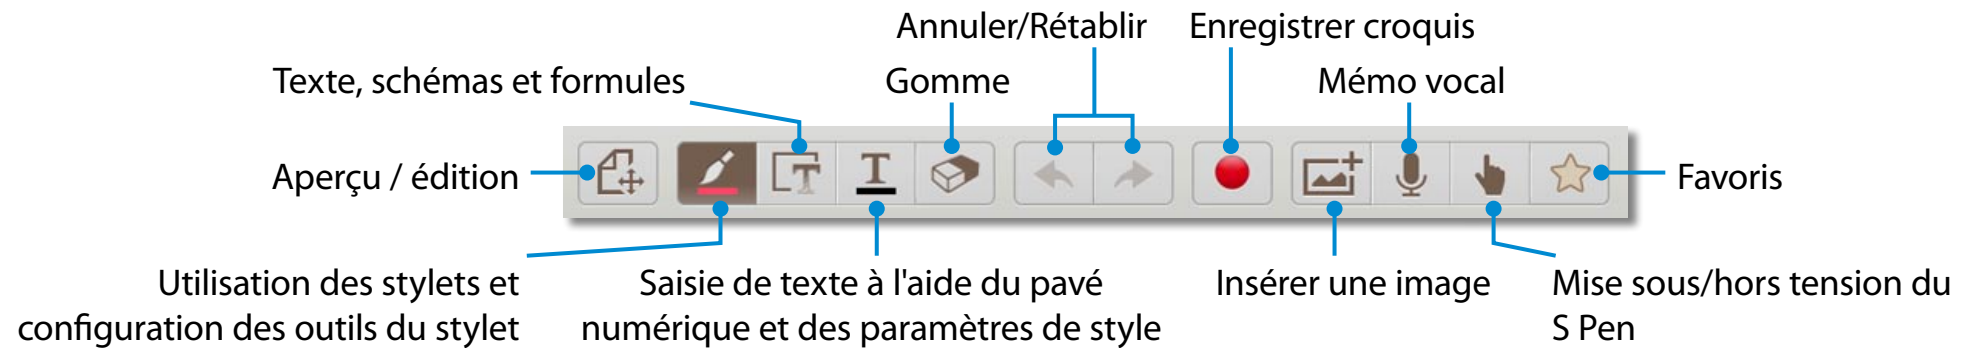 Annuler/Rétablir
Enregistrer croquis
Texte, schémas et formules
Gomme
Mémo vocal
Aperçu / édition
Favoris
Utilisation des stylets et
configuration des outils du stylet
Saisie de texte à l'aide du pavé
numérique et des paramètres de style
Insérer une image
Mise sous/hors tension du
S Pen